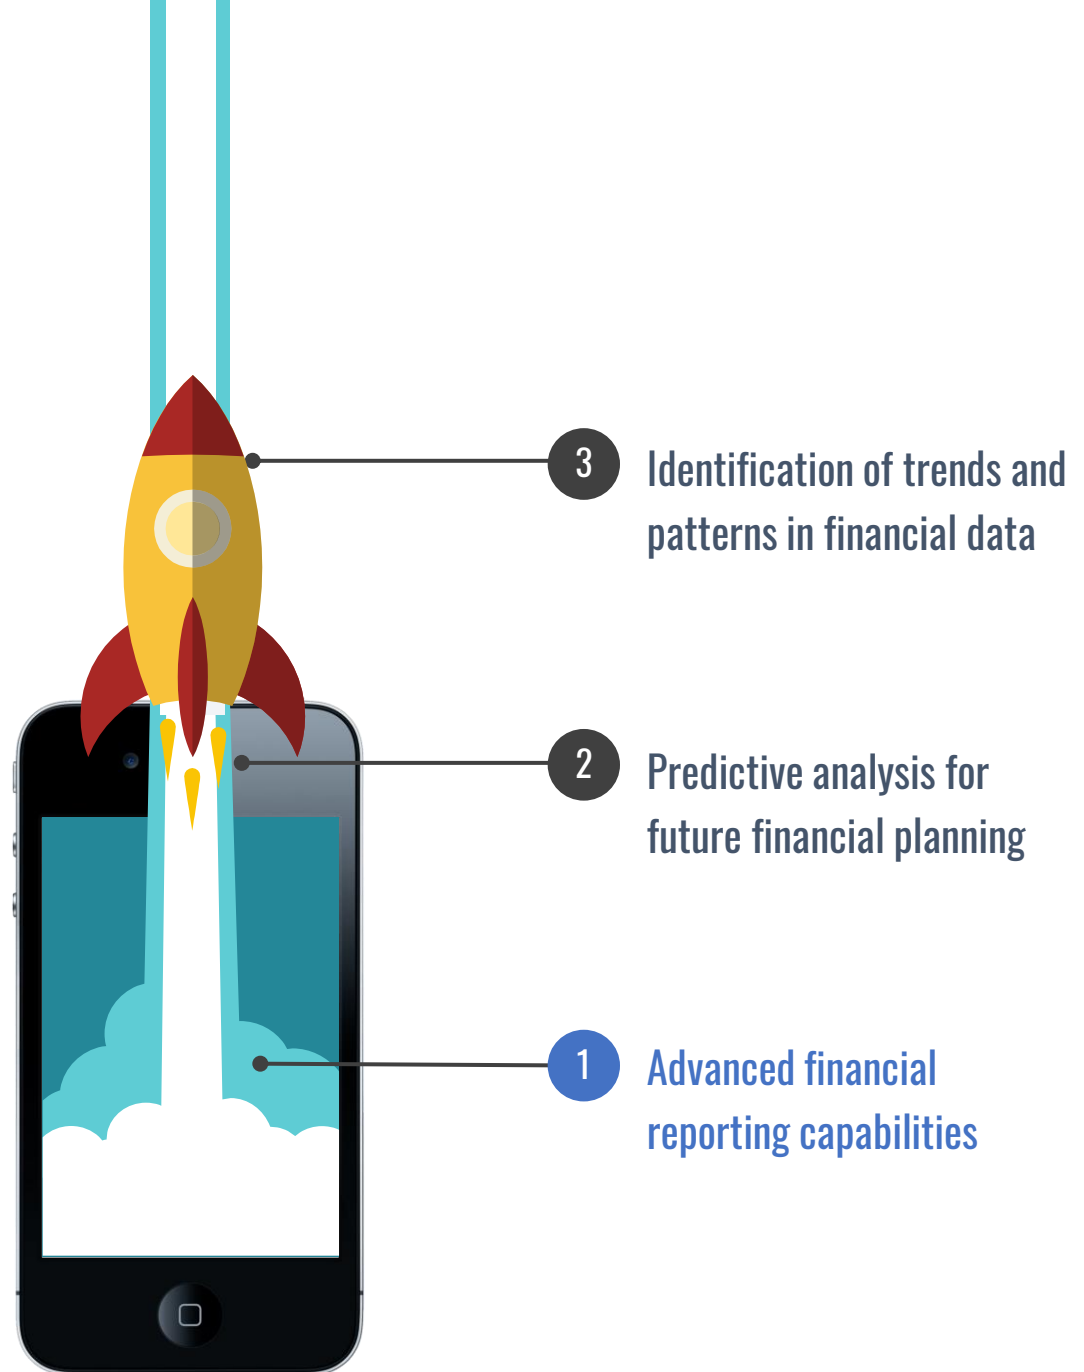 3
Identification of trends and
patterns in financial data
2
Predictive analysis for
future financial planning
1
Advanced financial
reporting capabilities